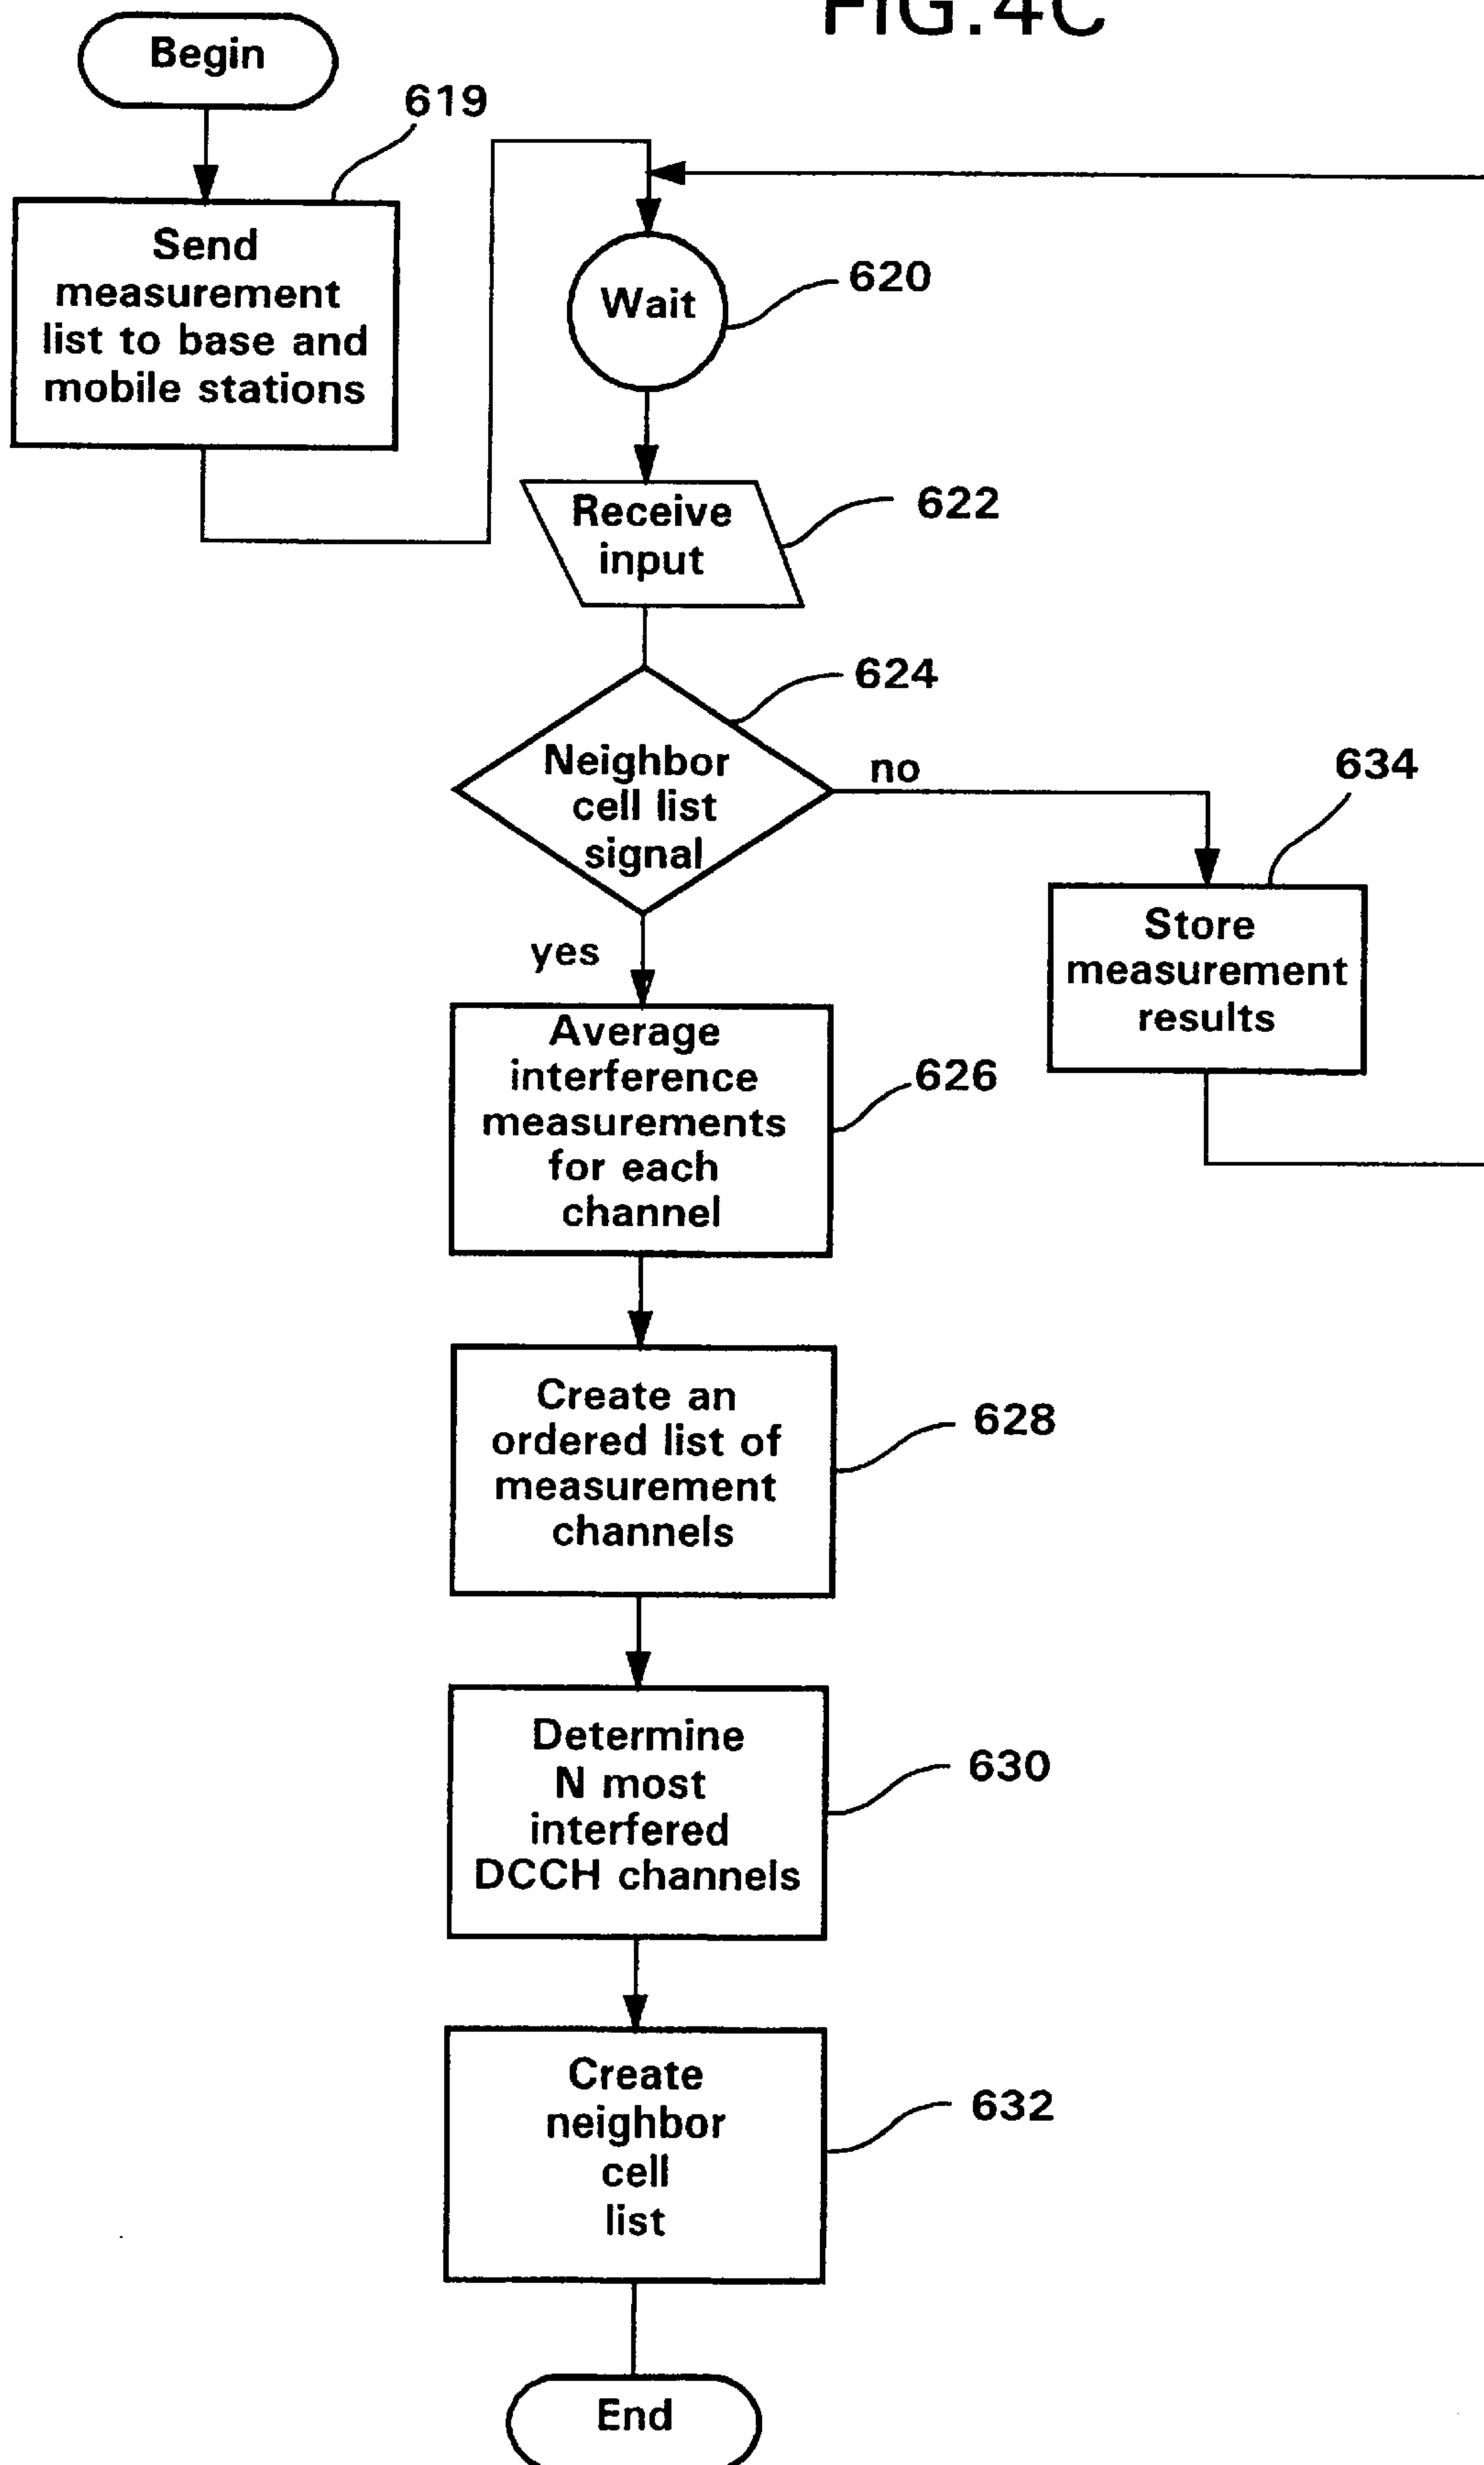 FIG.4C
Begin
619
Send
measurement
list to base and
mobile stations
Wait
620
Receive
input
622
624
Neighbor
cell list
signal
no
634
Store
measurement
results
yes
Average
interference
measurements
for each
channel
626
Create an
ordered list of
measurement
channels
628
Determine
N most
interfered
DCCH channels
630
Create
neighbor
cell
list
632
End